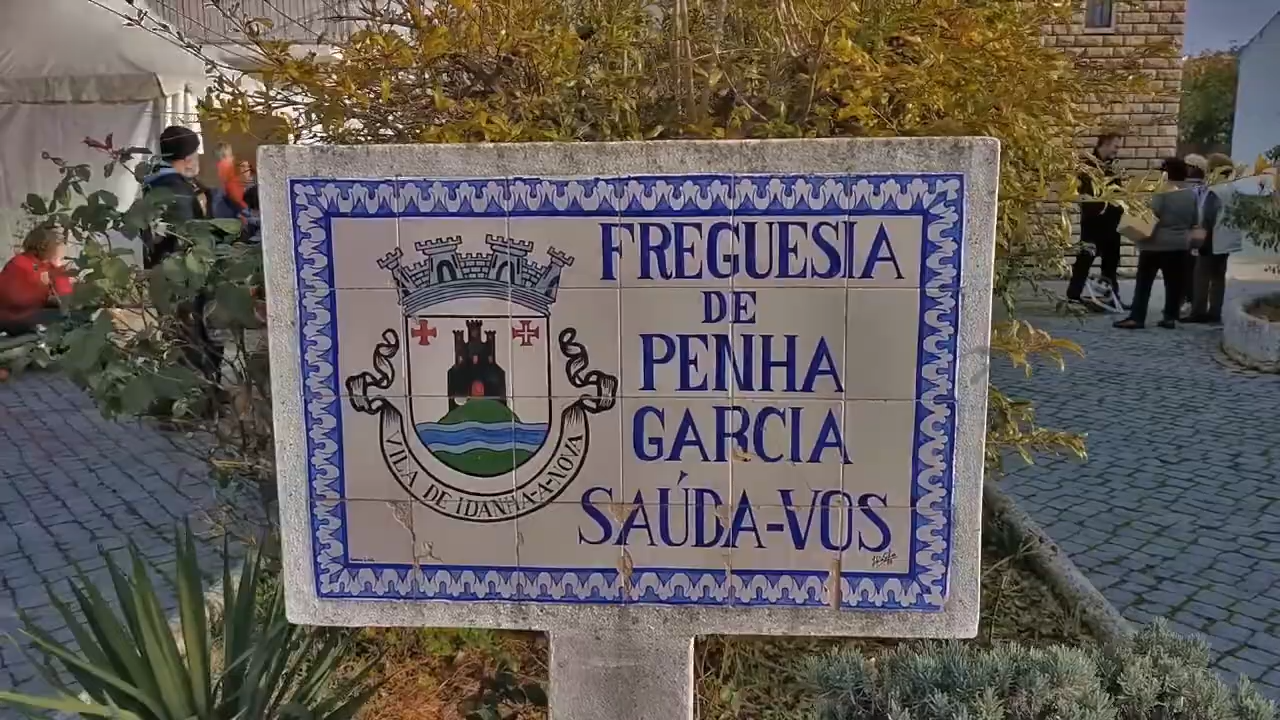 FREGUESIA
DE
PENHA
GARCIA
SAÚDA-VOS
VILA DE IDANHA-A-NOVA